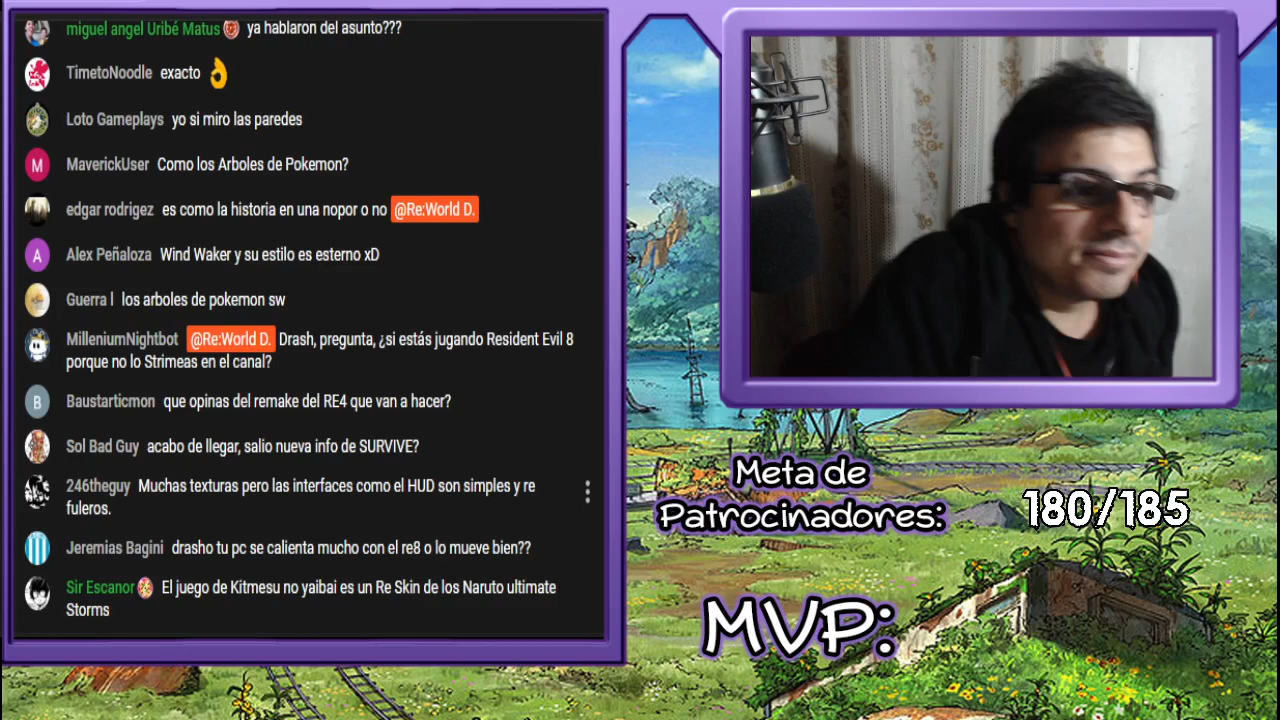 miguel angel Uribé Matus ya hablaron del asunto???
TimetoNoodle exacto 👌
Loto Gameplays yo si miro las paredes
M MaverickUser Como los Arboles de Pokemon?
edgar rodrigez es como la historia en una nopor o no @Re:World D.
A Alex Peñaloza Wind Waker y su estilo es esterno xD
Guerra l los arboles de pokemon sw
MilleniumNightbot @Re:World D. Drash, pregunta, ¿si estás jugando Resident Evil 8
porque no lo Strimeas en el canal?
B Baustarticmon que opinas del remake del RE4 que van a hacer?
Sol Bad Guy acabo de llegar, salio nueva info de SURVIVE?
246theguy Muchas texturas pero las interfaces como el HUD son simples y re
fuleros.
Jeremias Bagini drasho tu pc se calienta mucho con el re8 o lo mueve bien??
Sir Escanor El juego de Kitmesu no yaibai es un Re Skin de los Naruto ultimate
Storms
Meta de
Patrocinadores: 180/185
MVP: